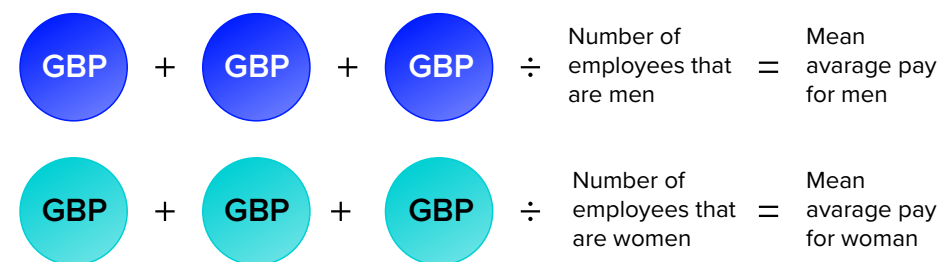 GBP + GBP + GBP ÷ Number of employees that are men = Mean avarage pay for men
GBP + GBP + GBP ÷ Number of employees that are women = Mean avarage pay for woman